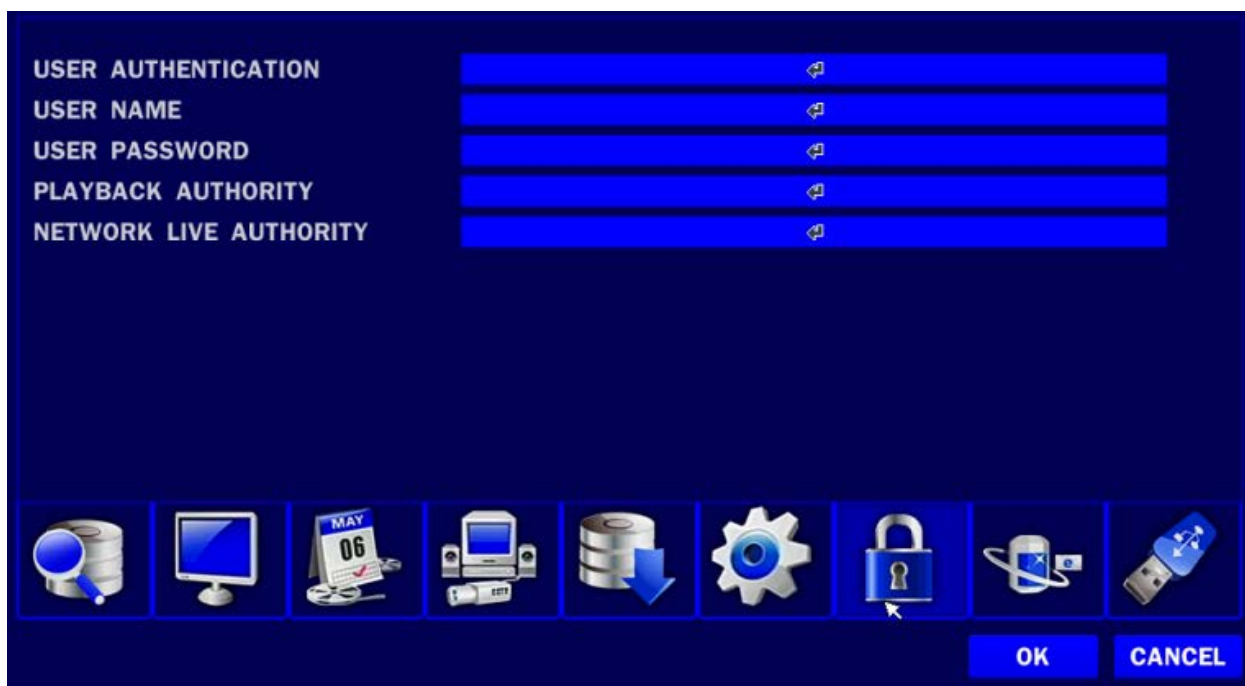 USER AUTHENTICATION
USER NAME
USER PASSWORD
PLAYBACK AUTHORITY
NETWORK LIVE AUTHORITY
MAY
06
CCTV
e
OK
CANCEL